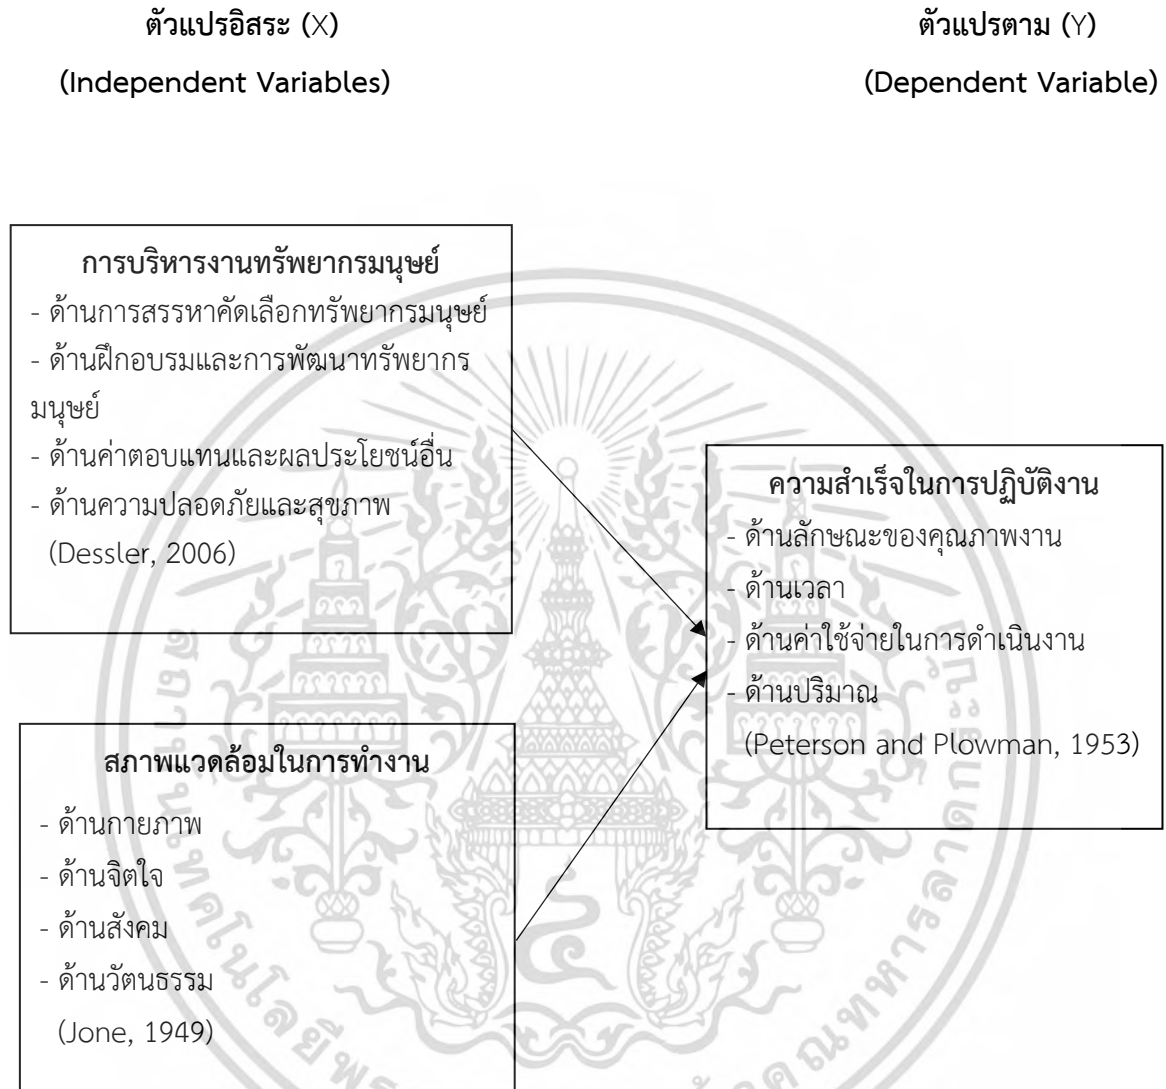 ตัวแปรอิสระ (X)
(Independent Variables)
ตัวแปรตาม (Y)
(Dependent Variable)
การบริหารงานทรัพยากรมนุษย์
- ด้านการสรรหาคัดเลือกทรัพยากรมนุษย์
- ด้านฝึกอบรมและการพัฒนาทรัพยากร
มนุษย์
- ด้านค่าตอบแทนและผลประโยชน์อื่น
- ด้านความปลอดภัยและสุขภาพ
(Dessler, 2006)
สภาพแวดล้อมในการทำงาน
- ด้านกายภาพ
- ด้านจิตใจ
- ด้านสังคม
- ด้านวัตนธรรม
(Jone, 1949)
ความสำเร็จในการปฏิบัติงาน
- ด้านลักษณะของคุณภาพงาน
- ด้านเวลา
- ด้านค่าใช้จ่ายในการดำเนินงาน
- ด้านปริมาณ
(Peterson and Plowman, 1953)